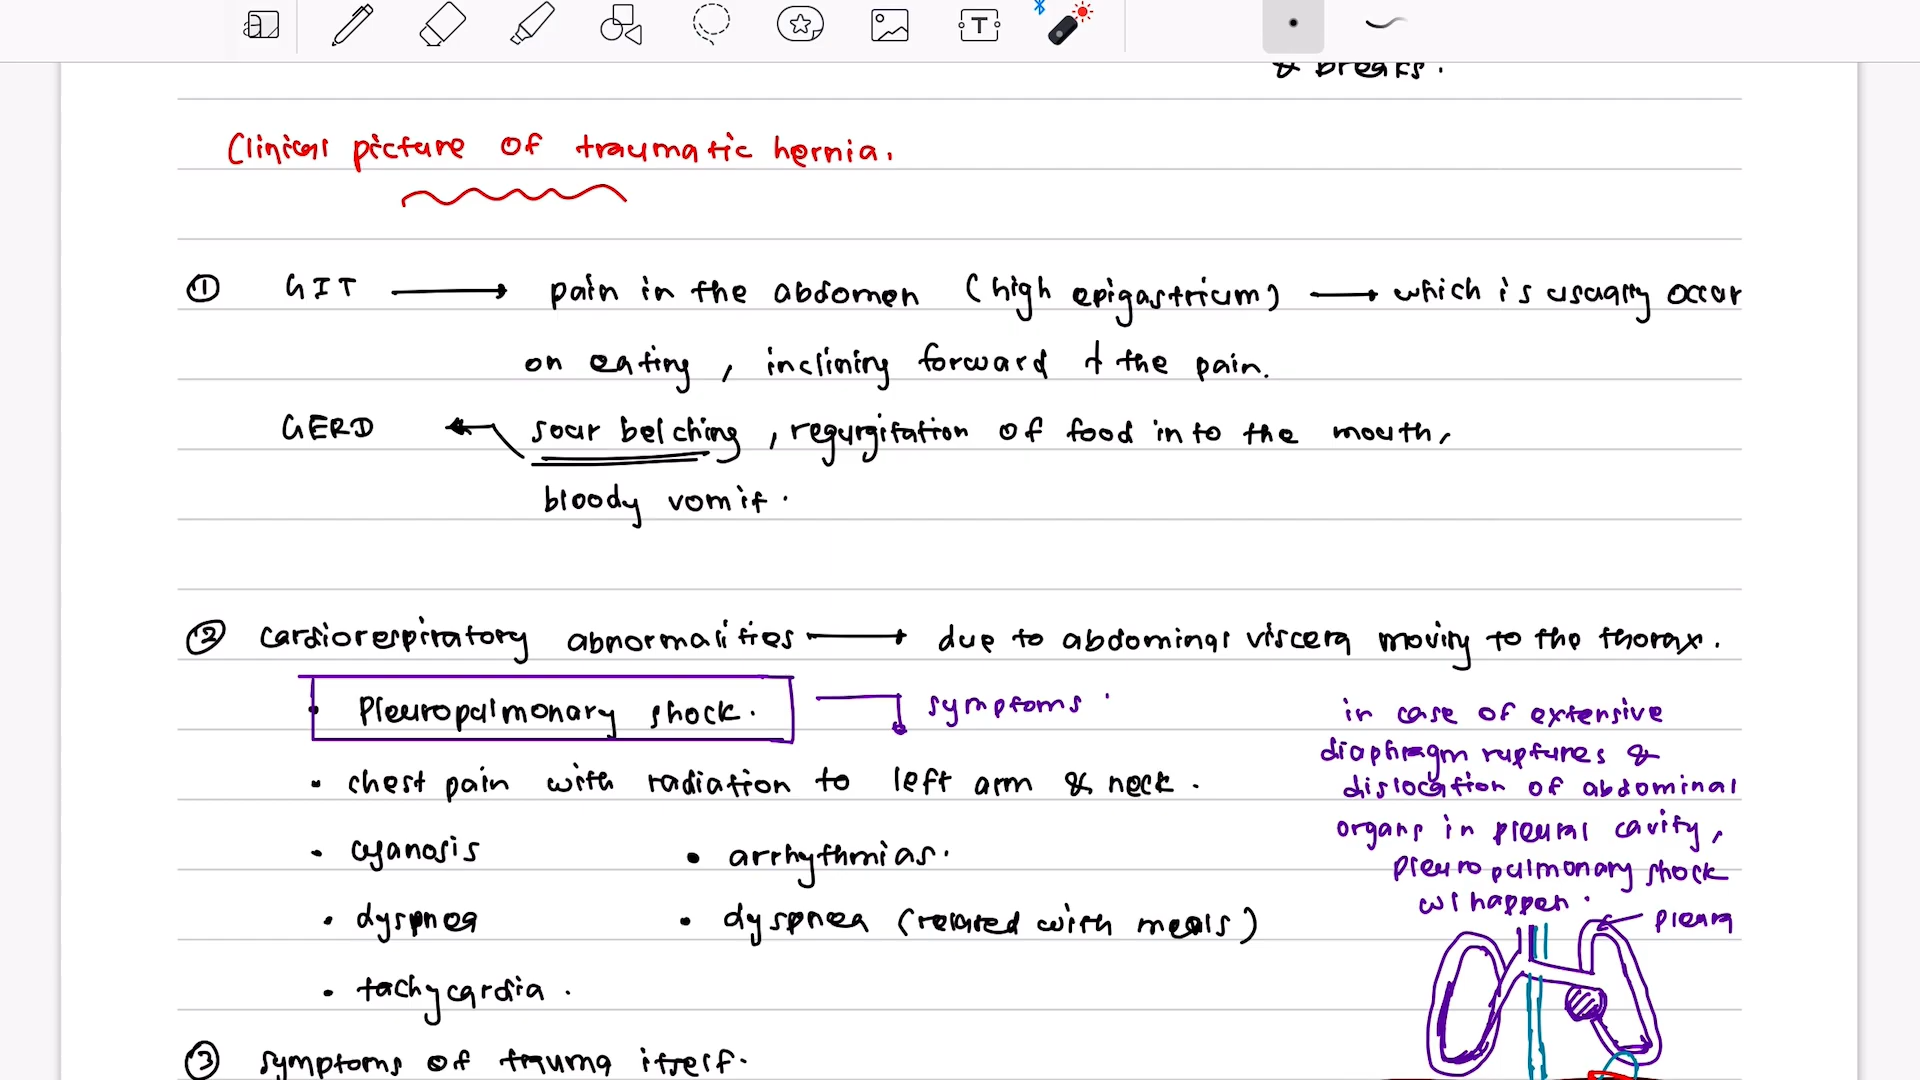 & breaks.
Clinical picture of traumatic hernia.
① GIT → pain in the abdomen (high epigastrium) → which is usually occur
on eating, inclining forward ↑ the pain.
GERD ← sour belching, regurgitation of food into the mouth,
bloody vomit.
② cardiorespiratory abnormalities → due to abdominal viscera moving to the thorax.
• Pleuropulmonary shock. symptoms
• chest pain with radiation to left arm & neck.
• cyanosis • arrhythmias.
• dyspnea • dyspnea (related with meals)
• tachycardia.
③ symptoms of trauma itself.
in case of extensive
diaphragm ruptures &
dislocation of abdominal
organs in pleural cavity,
pleuropulmonary shock
happen.
pleura